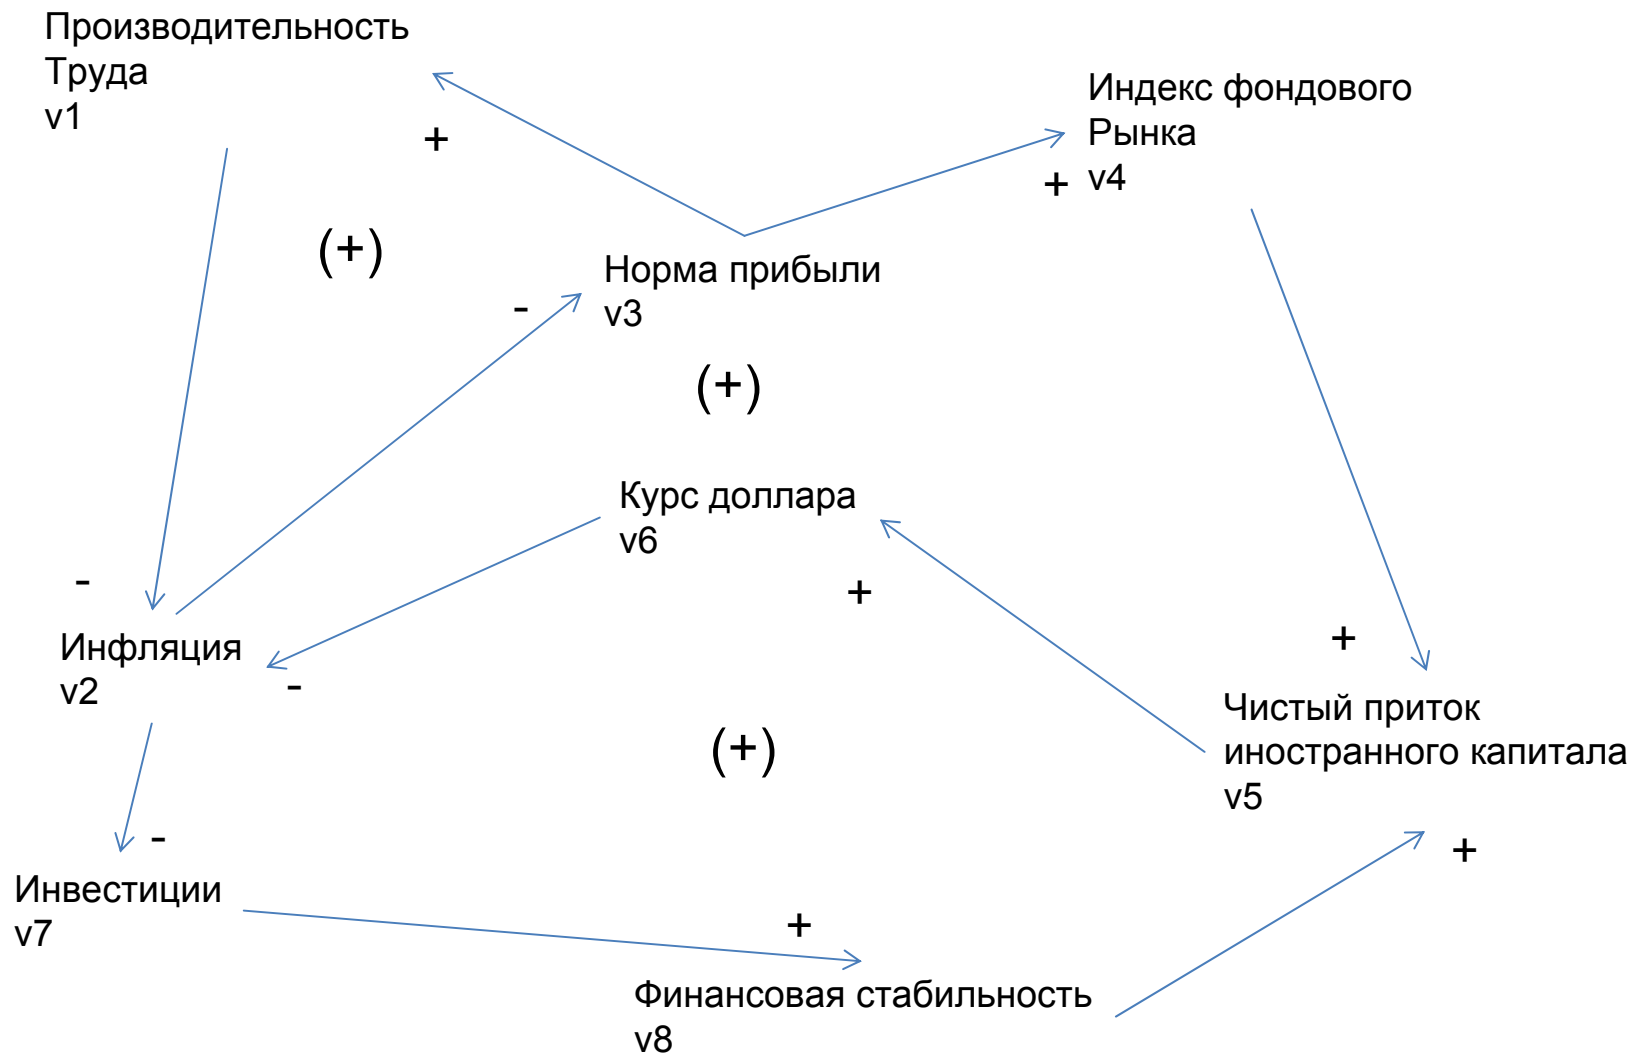 Производительность
Труда
v1
+
Индекс фондового
Рынка
v4
+
(+)
Норма прибыли
v3
-
(+)
Курс доллара
v6
+
-
Инфляция
v2
-
+
Чистый приток
иностранного капитала
v5
(+)
-
+
Инвестиции
v7
+
Финансовая стабильность
v8